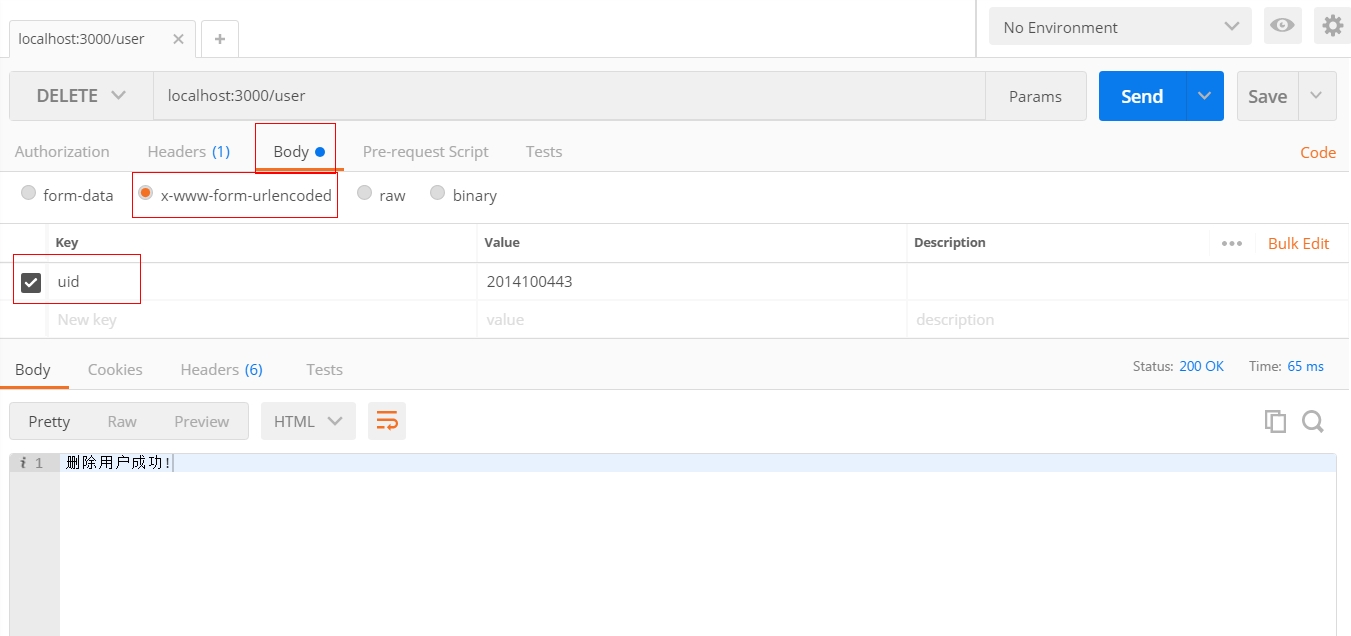 localhost:3000/user
No Environment
DELETE localhost:3000/user Params Send Save
Authorization Headers (1) Body Pre-request Script Tests Code
form-data x-www-form-urlencoded raw binary
Key Value Description ••• Bulk Edit
uid 2014100443
New key value description
Body Cookies Headers (6) Tests Status: 200 OK Time: 65 ms
Pretty Raw Preview HTML
i 1 删除用户成功!